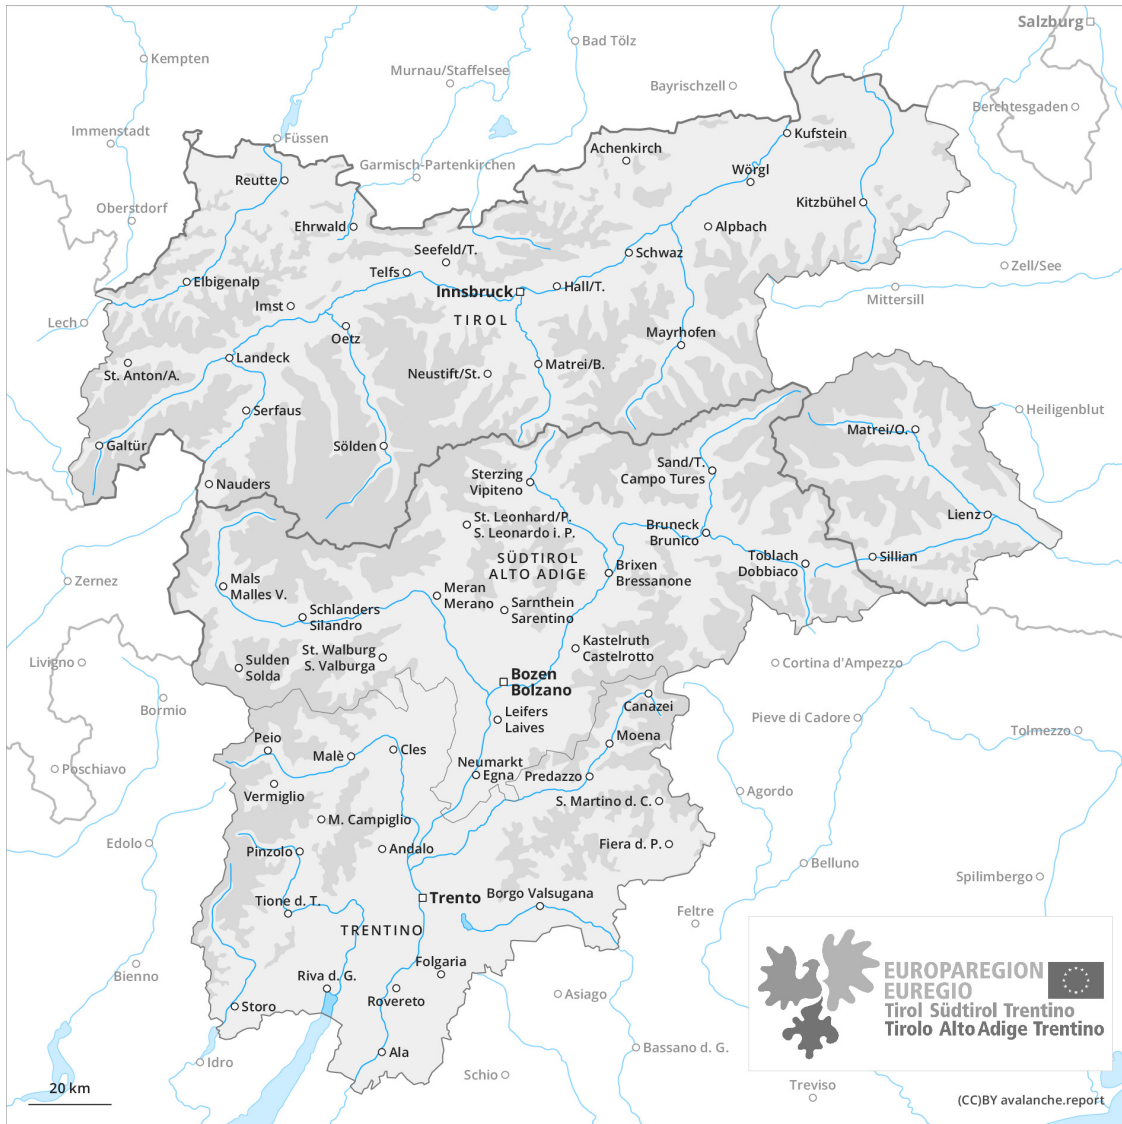 Salzburg
Bad Tölz
Kempten
Murnau/Staffelsee
Bayrischzell
Berchtesgaden
Immenstadt
Füssen
Kufstein
Achenkirch
Garmisch-Partenkirchen
Wörgl
Reutte
Kitzbühel
Oberstdorf
Ehrwald
Alpbach
Seefeld/T.
Schwaz
Zell/See
Telfs
Elbigenalp
Hall/T.
Innsbruck
Mittersill
Imst
TIROL
Lech
Oetz
Mayrhofen
Landeck
Matrei/B.
St. Anton/A.
Neustift/St.
Serfaus
Heiligenblut
Matrei/O.
Galtür
Sölden
Sterzing
Vipiteno
Sand/T.
Campo Tures
Nauders
St. Leonhard/P.
S. Leonardo i. P.
Lienz
Bruneck
Brunico
SÜDTIROL
ALTO ADIGE
Toblach
Dobbiaco
Sillian
Brixen
Bressanone
Zernez
Mals
Malles V.
Meran
Merano
Sarnthein
Sarentino
Schlanders
Silandro
Kastelruth
Castelrotto
St. Walburg
S. Valburga
Livigno
Sulden
Solda
Cortina d'Ampezzo
Bozen
Bolzano
Bormio
Canazei
Leifers
Laives
Pieve di Cadore
Tolmezzo
Moena
Peio
Cles
Malè
Poschiavo
Neumarkt
Egna
Predazzo
Vermiglio
Agordo
S. Martino d. C.
M. Campiglio
Edolo
Fiera d. P.
Pinzolo
Andalo
Belluno
Spilimbergo
Borgo Valsugana
Trento
Tione d. T.
Feltre
TRENTINO
Folgaria
Bienno
Riva d. G.
EUROPAREGION
EUREGIO
Tirol Südtirol Trentino
Tirolo Alto Adige Trentino
Asiago
Rovereto
Storo
Bassano d. G.
Ala
Idro
Schio
Treviso
20 km
(CC)BY avalanche.report